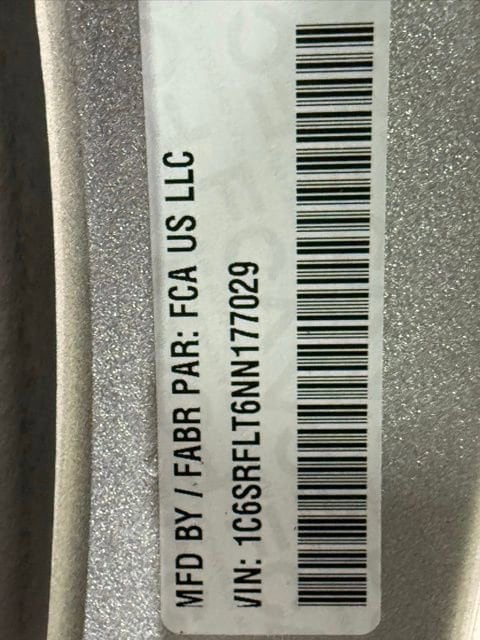 MFD BY / FABR PAR: FCA US LLC
VIN: 1C6SRFLT6NN177029